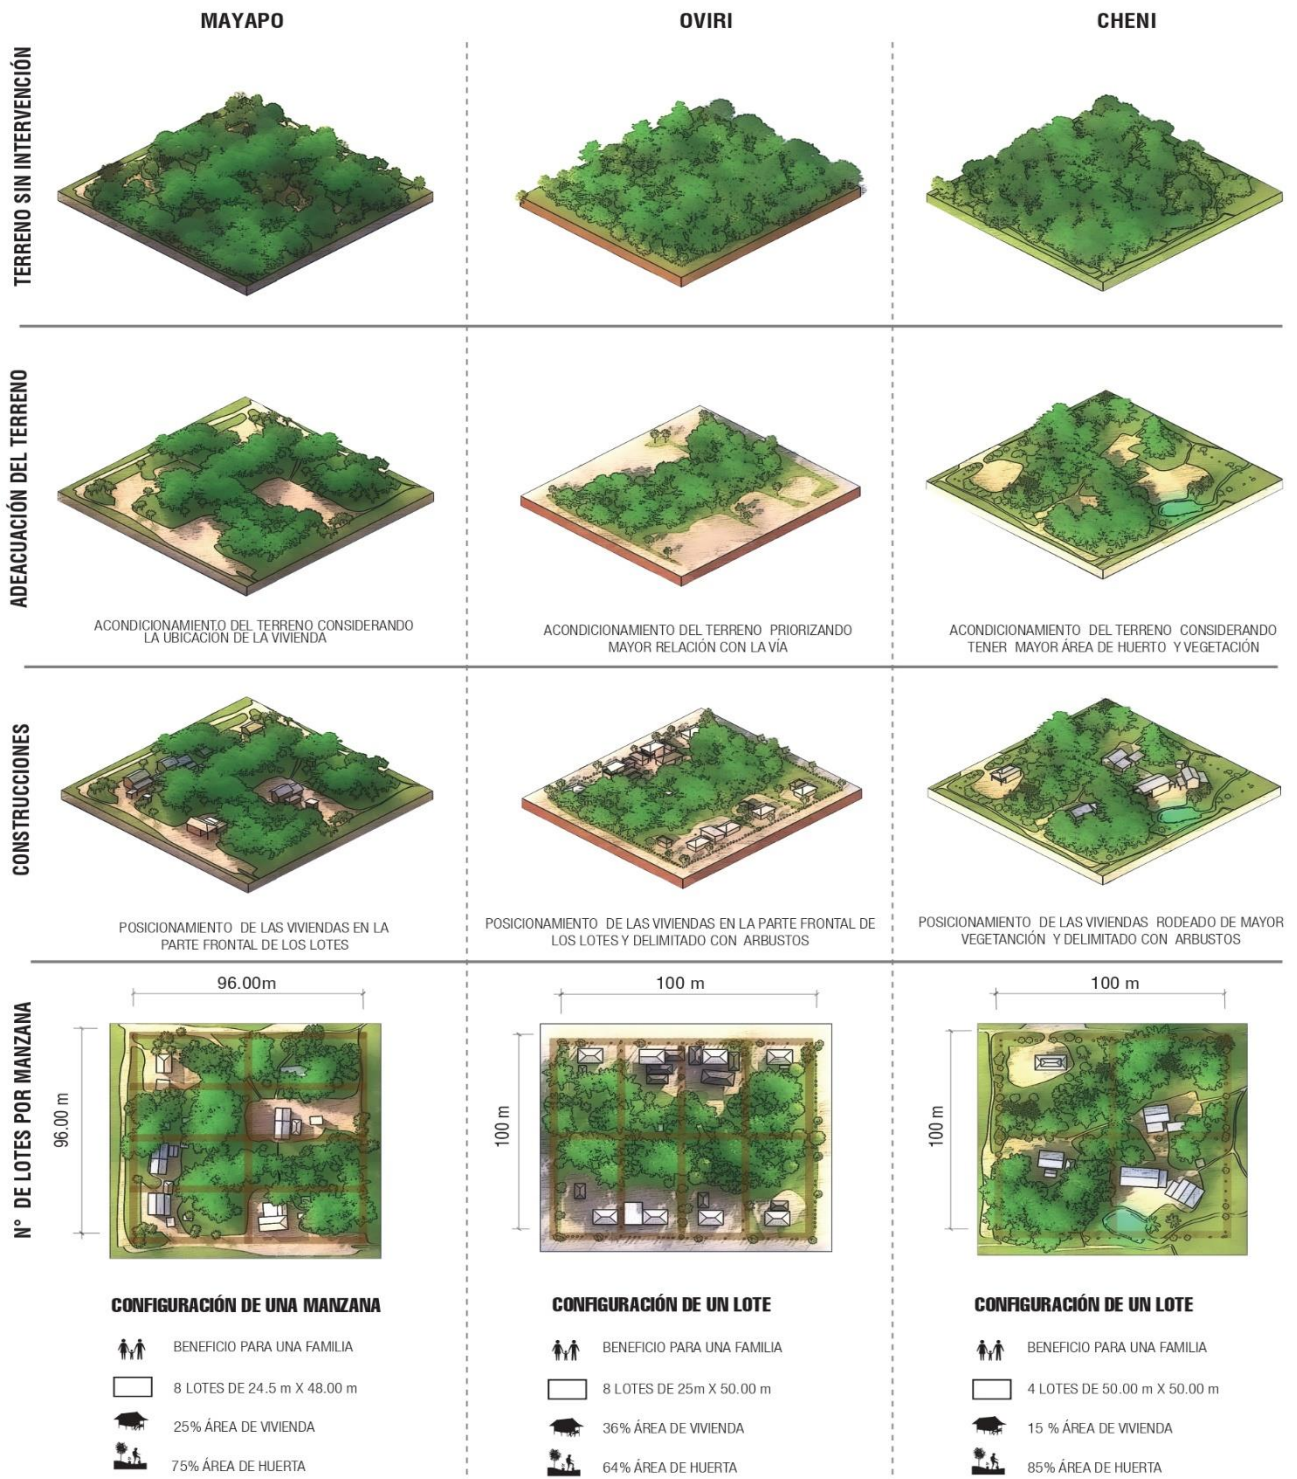 MAYAPO
OVIRI
CHENI
TERRENO SIN INTERVENCIÓN
ADEACUACIÓN DEL TERRENO
ACONDICIONAMIENTO DEL TERRENO CONSIDERANDO
LA UBICACIÓN DE LA VIVIENDA
ACONDICIONAMIENTO DEL TERRENO PRIORIZANDO
MAYOR RELACIÓN CON LA VÍA
ACONDICIONAMIENTO DEL TERRENO CONSIDERANDO
TENER MAYOR ÁREA DE HUERTO Y VEGETACIÓN
CONSTRUCCIONES
POSICIONAMIENTO DE LAS VIVIENDAS EN LA
PARTE FRONTAL DE LOS LOTES
POSICIONAMIENTO DE LAS VIVIENDAS EN LA PARTE FRONTAL DE
LOS LOTES Y DELIMITADO CON ARBUSTOS
POSICIONAMIENTO DE LAS VIVIENDAS RODEADO DE MAYOR
VEGETANCIÓN Y DELIMITADO CON ARBUSTOS
N° DE LOTES POR MANZANA
96.00m
96.00 m
100 m
100 m
100 m
100 m
CONFIGURACIÓN DE UNA MANZANA
BENEFICIO PARA UNA FAMILIA
8 LOTES DE 24.5 m X 48.00 m
25% ÁREA DE VIVIENDA
75% ÁREA DE HUERTA
CONFIGURACIÓN DE UN LOTE
BENEFICIO PARA UNA FAMILIA
8 LOTES DE 25m X 50.00 m
36% ÁREA DE VIVIENDA
64% ÁREA DE HUERTA
CONFIGURACIÓN DE UN LOTE
BENEFICIO PARA UNA FAMILIA
4 LOTES DE 50.00 m X 50.00 m
15 % ÁREA DE VIVIENDA
85% ÁREA DE HUERTA